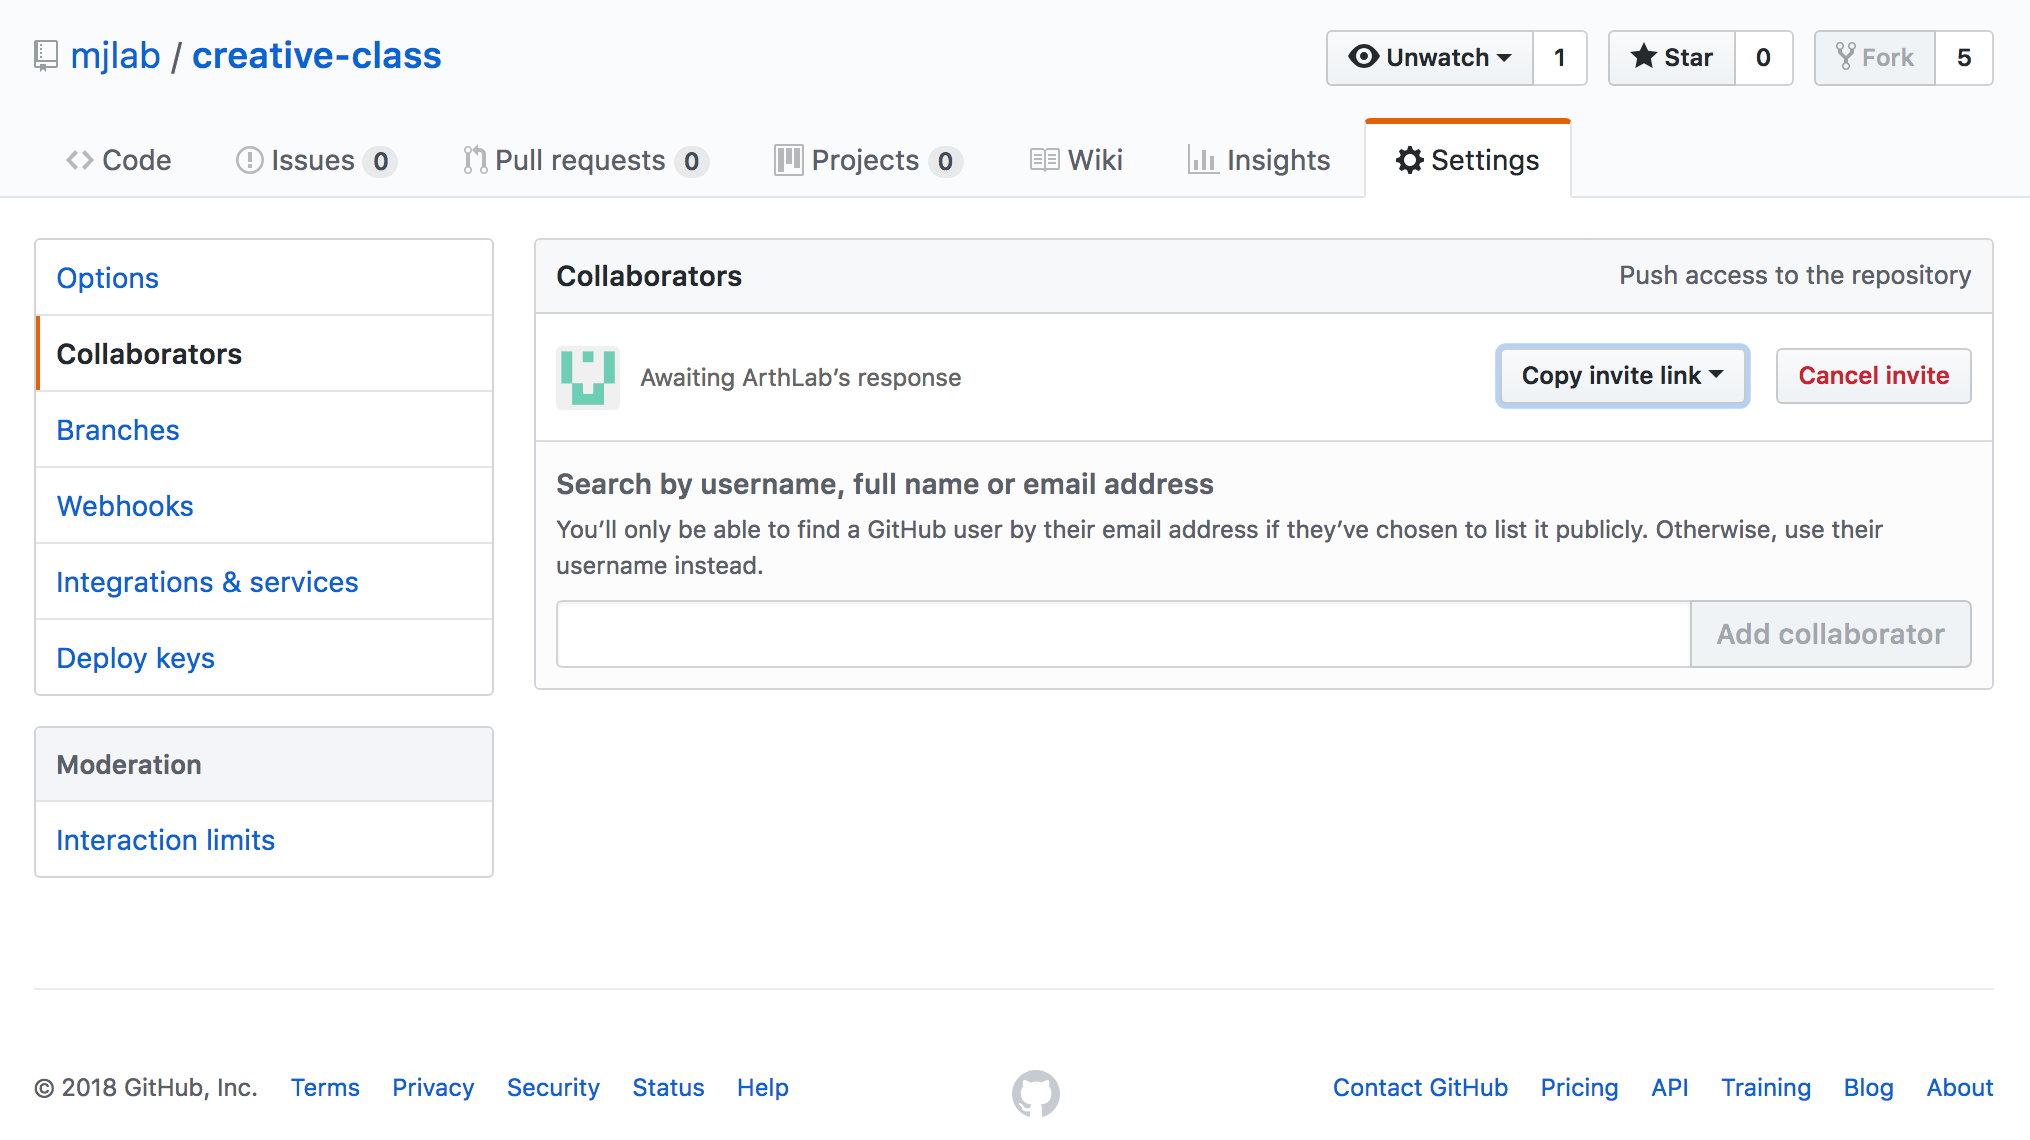 mjlab / creative-class
Unwatch 1 Star 0 Fork 5
Code Issues 0 Pull requests 0 Projects 0 Wiki Insights Settings
Options
Collaborators
Branches
Webhooks
Integrations & services
Deploy keys
Moderation
Interaction limits
Collaborators Push access to the repository
Awaiting ArthLab’s response Copy invite link Cancel invite
Search by username, full name or email address
You’ll only be able to find a GitHub user by their email address if they’ve chosen to list it publicly. Otherwise, use their
username instead.
Add collaborator
© 2018 GitHub, Inc. Terms Privacy Security Status Help Contact GitHub Pricing API Training Blog About